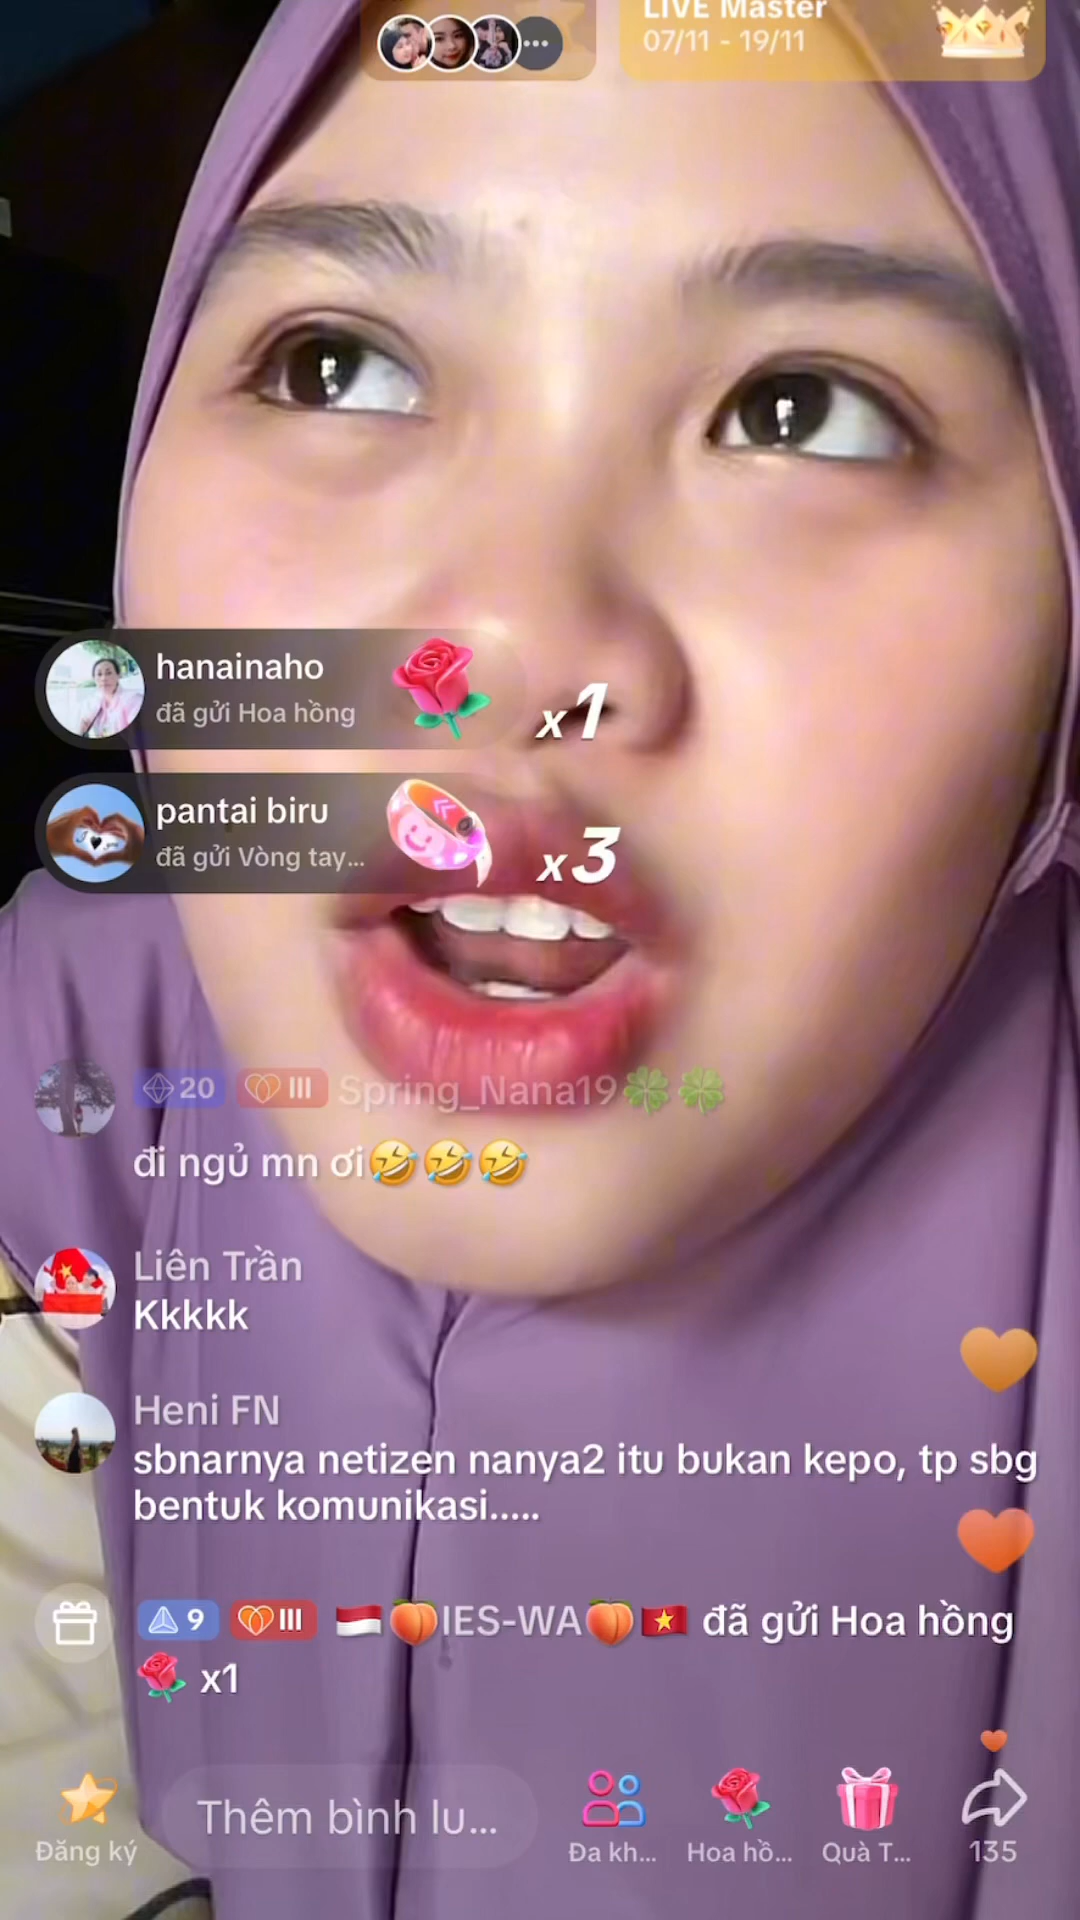 LIVE Master
07/11 - 19/11
hanainaho
đã gửi Hoa hồng
x1
pantai biru
đã gửi Vòng tay...
x3
20 III Spring_Nana19🍀🍀
đi ngủ mn ơi🤣🤣🤣
Liên Trần
Kkkkk
Heni FN
sbnarnya netizen nanya2 itu bukan kepo, tp sbg
bentuk komunikasi.....
9 III 🇮🇩🍑IES-WA🍑🇻🇳 đã gửi Hoa hồng
🌹 x1
Thêm bình lu...
Đăng ký
Đa kh...
Hoa hồ...
Quà T...
135